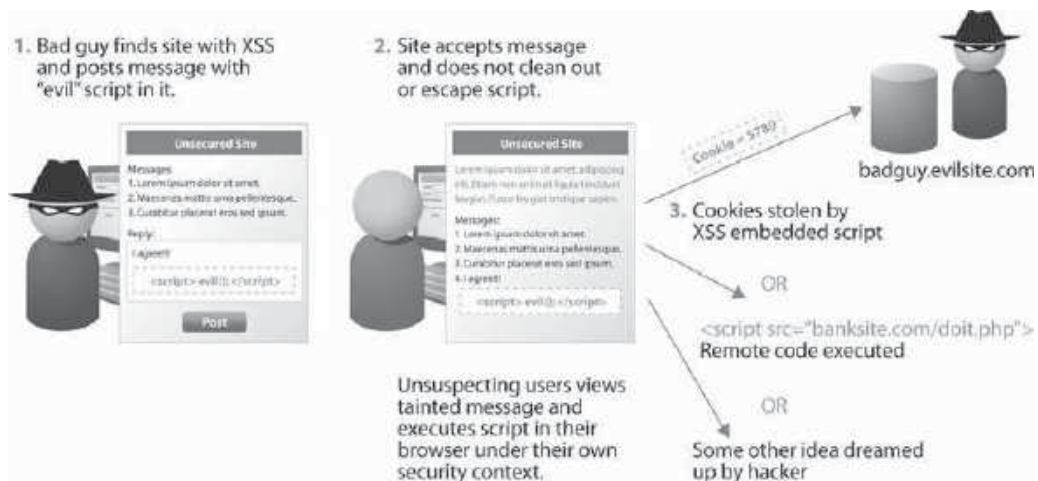 1. Bad guy finds site with XSS
and posts message with
"evil" script in it.
Unsecured Site
Messages
1. Lorem ipsum dolor sit amet.
2. Maecenas mattis urna pellentesque.
3. Curabitur placerat eros sed ipsum.
Reply:
I agree!!
<script> evil(); </script>
Post
2. Site accepts message
and does not clean out
or escape script.
Unsecured Site
Lorem ipsum dolor sit amet, adipiscing
Messages:
1. Lorem ipsum dolor sit amet.
2. Maecenas mattis urna pellentesque.
3. Curabitur placerat eros sed ipsum.
4. I agree!!
<script> evil(); </script>
Unsuspecting users views
tainted message and
executes script in their
browser under their own
security context.
Cookie = 5789
badguy.evilsite.com
3. Cookies stolen by
XSS embedded script
OR
<script src="banksite.com/doit.php">
Remote code executed
OR
Some other idea dreamed
up by hacker